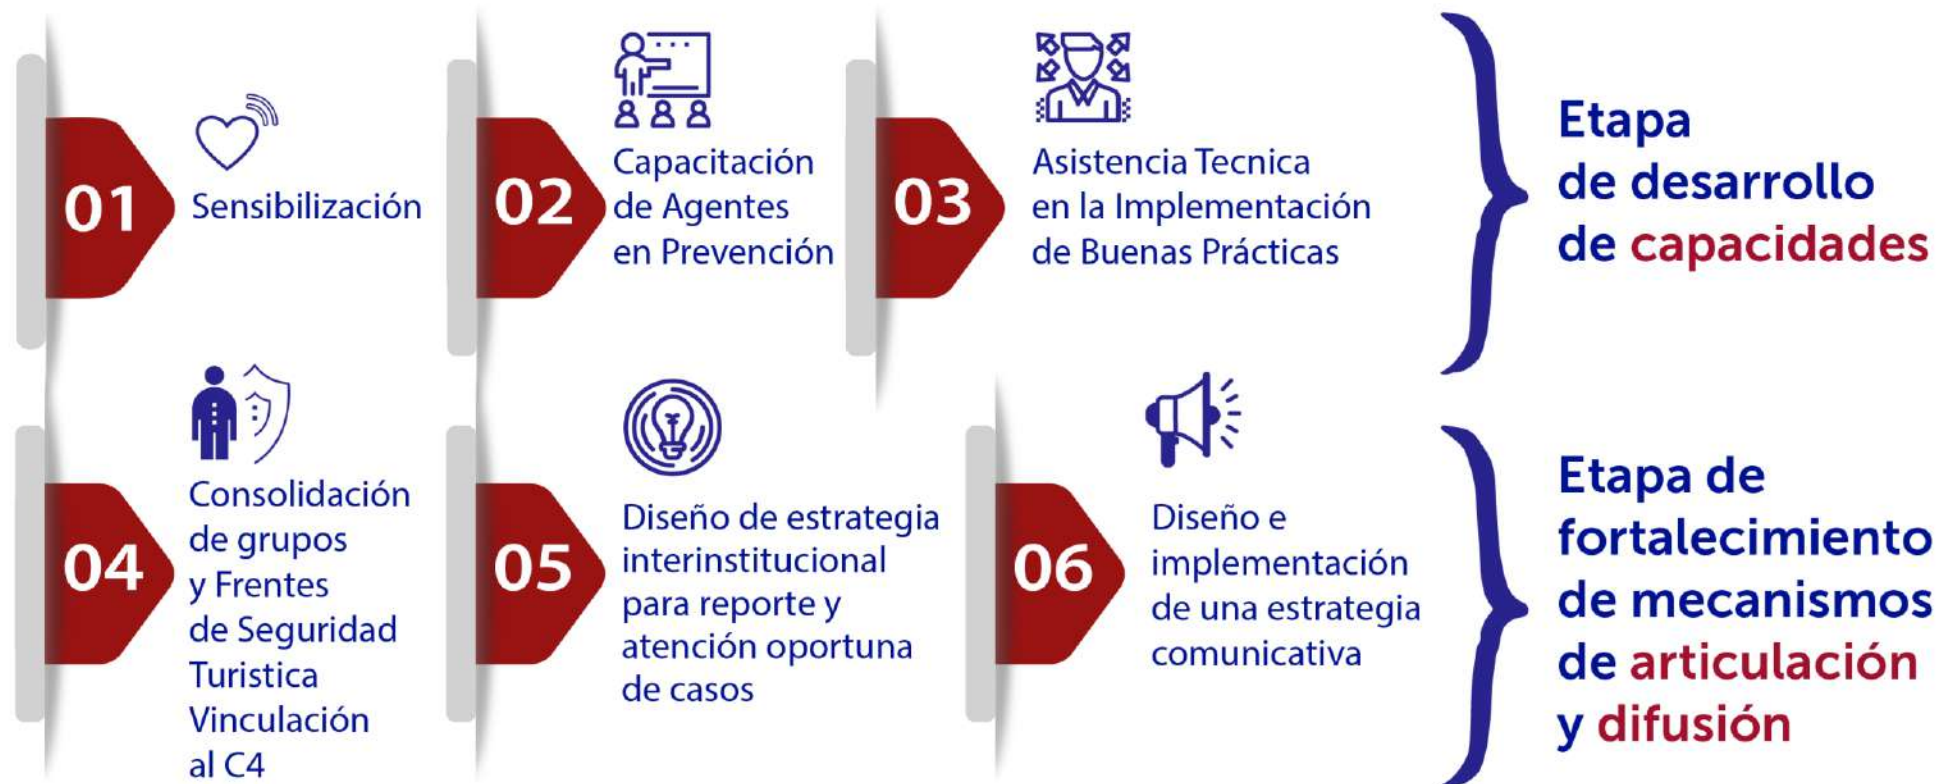 01
Sensibilización
02
Capacitación
de Agentes
en Prevención
03
Asistencia Tecnica
en la Implementación
de Buenas Prácticas
Etapa
de desarrollo
de capacidades
04
Consolidación
de grupos
y Frentes
de Seguridad
Turistica
Vinculación
al C4
05
Diseño de estrategia
interinstitucional
para reporte y
atención oportuna
de casos
06
Diseño e
implementación
de una estrategia
comunicativa
Etapa de
fortalecimiento
de mecanismos
de articulación
y difusión